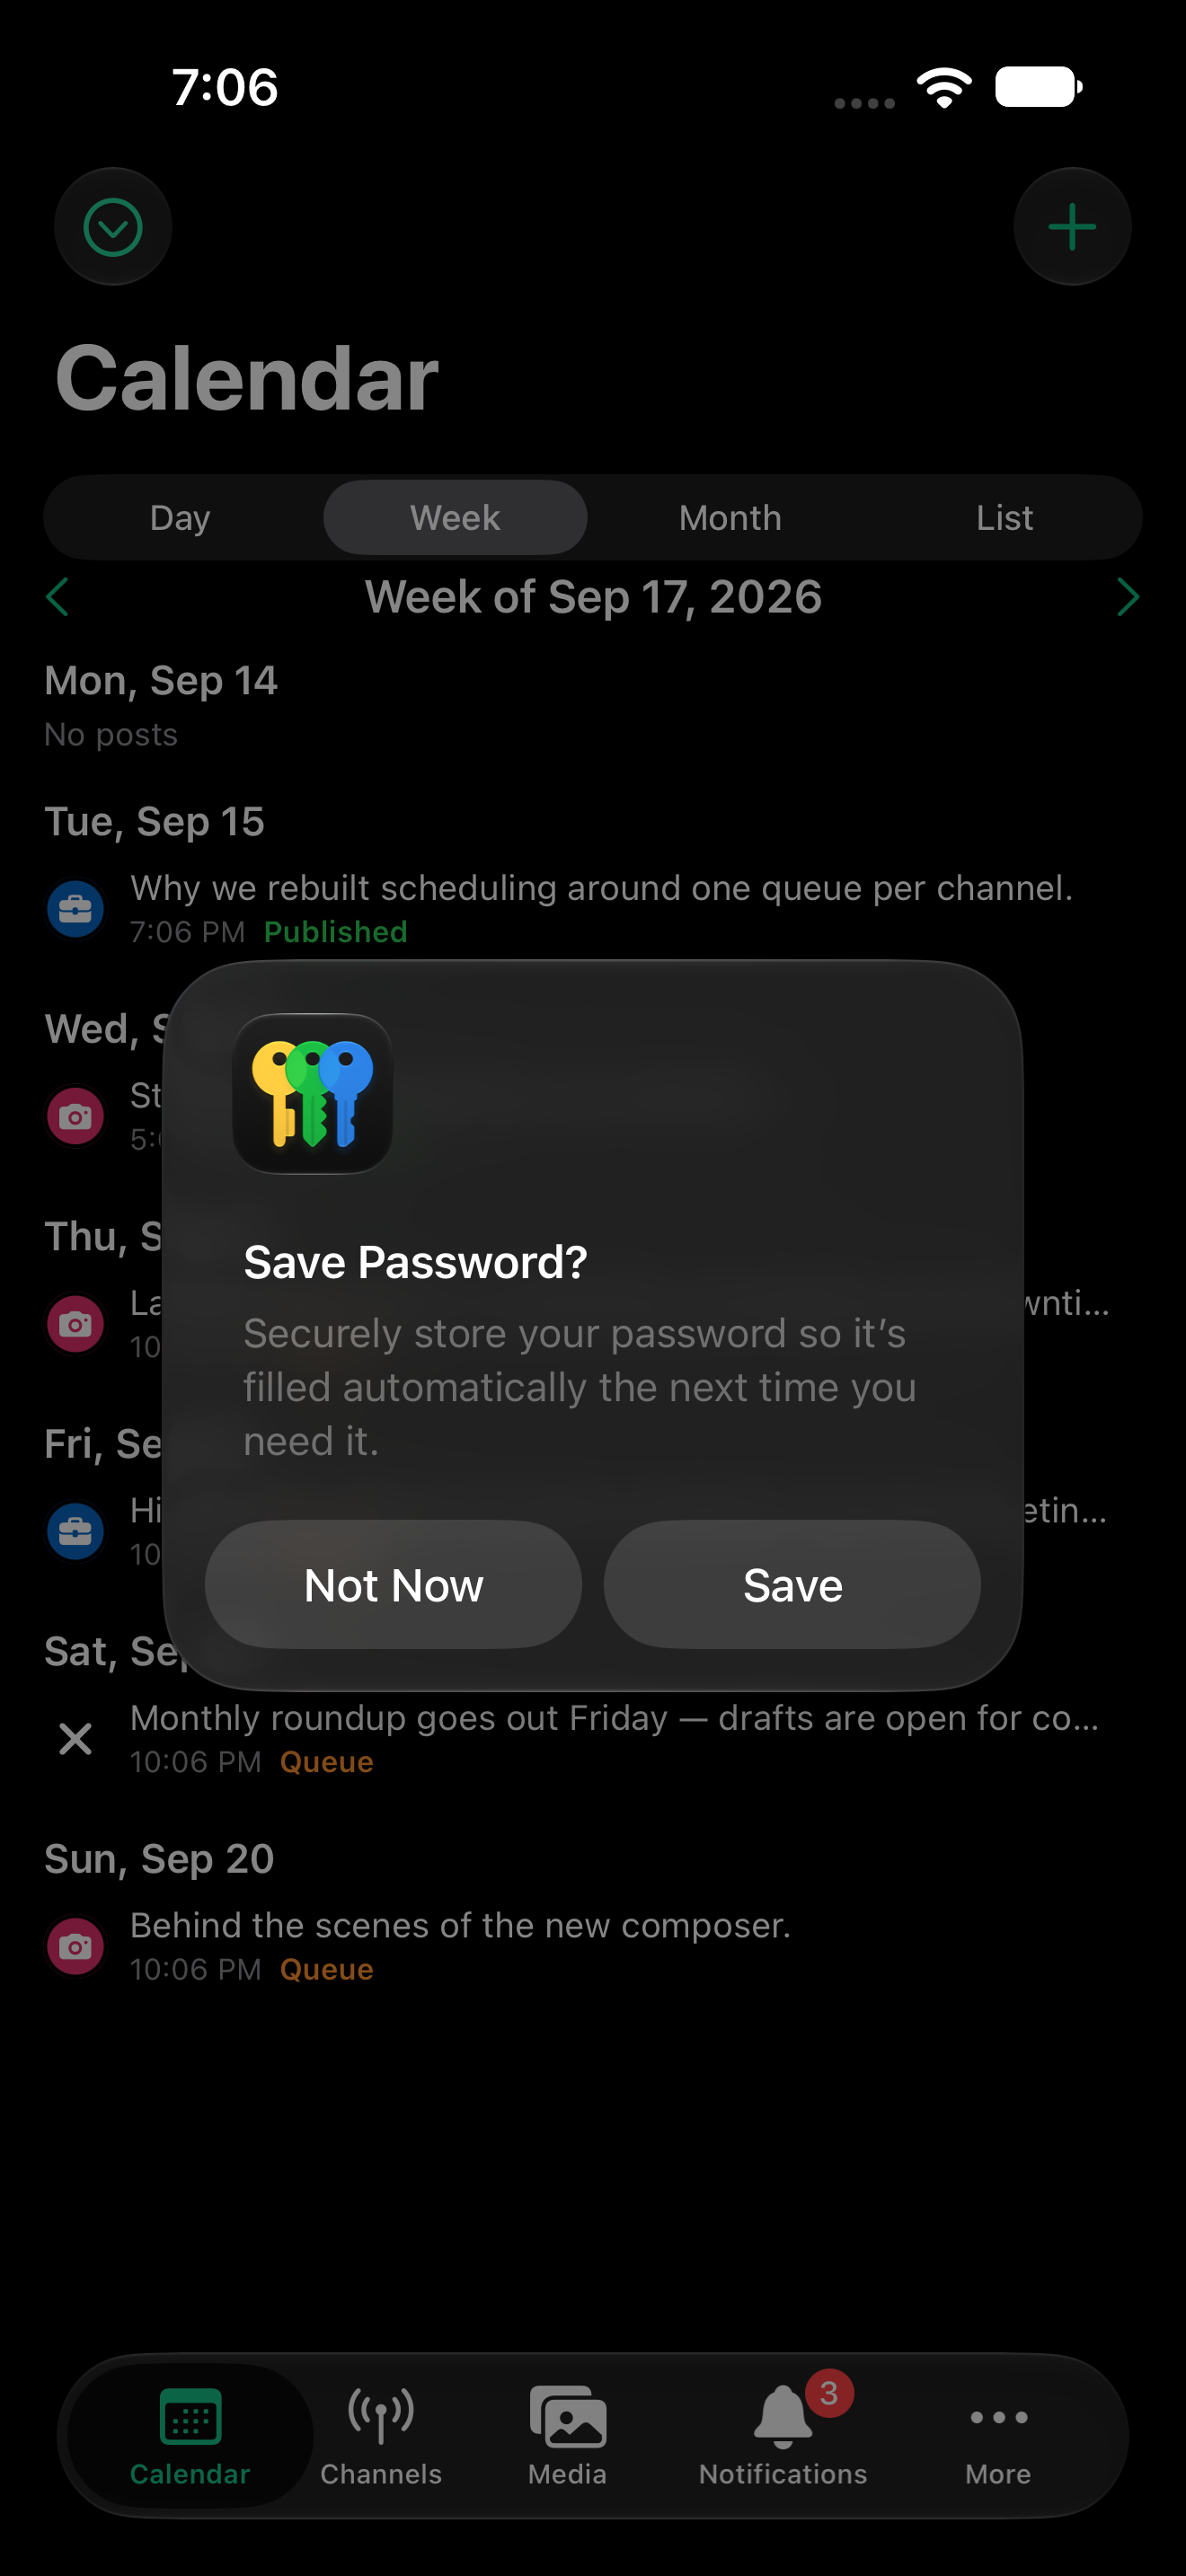 7:06
Calendar
Day
Week
Month
List
Week of Sep 17, 2026
Mon, Sep 14
No posts
Tue, Sep 15
Why we rebuilt scheduling around one queue per channel.
7:06 PM Published
Wed,
Thu,
Fri,
Save Password?
Securely store your password so it’s
filled automatically the next time you
need it.
Not Now
Save
Sat,
Monthly roundup goes out Friday — drafts are open for co...
10:06 PM Queue
Sun, Sep 20
Behind the scenes of the new composer.
10:06 PM Queue
3
Calendar
Channels
Media
Notifications
More